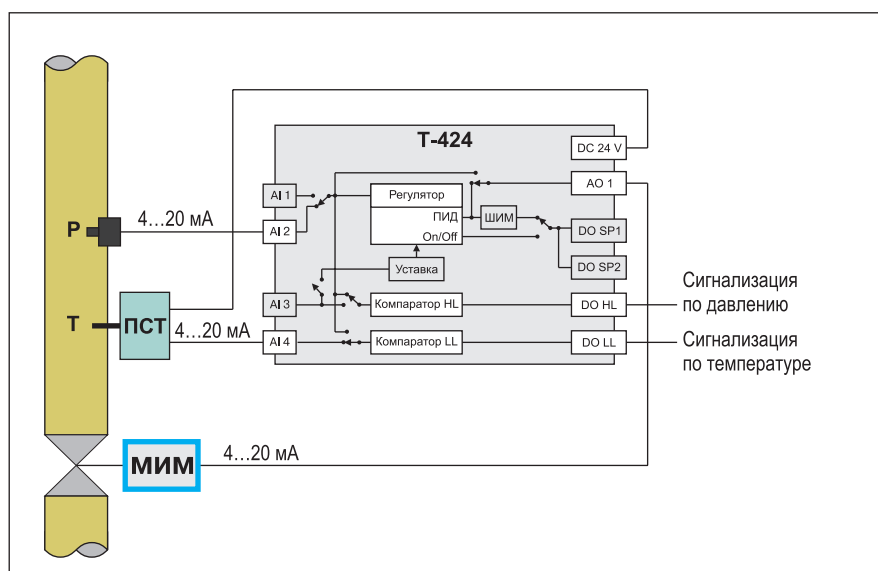 Т-424
DC 24 V
AI 1
Регулятор
AO 1
P
4...20 мА
AI 2
ПИД
ШИМ
On/Off
DO SP1
Уставка
DO SP2
Сигнализация
по давлению
AI 3
Компаратор HL
DO HL
T
ПСТ
4...20 мА
AI 4
Компаратор LL
DO LL
Сигнализация
по температуре
МИМ
4...20 мА